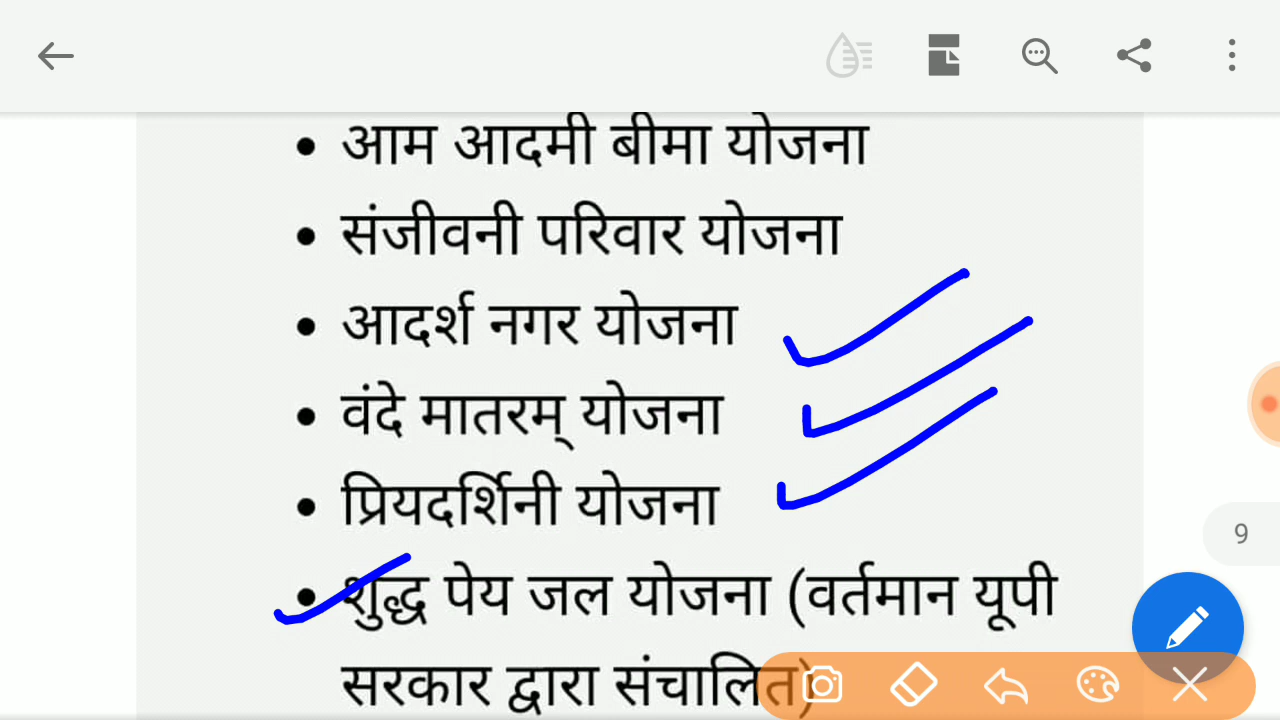 • आम आदमी बीमा योजना
• संजीवनी परिवार योजना
• आदर्श नगर योजना
• वंदे मातरम् योजना
• प्रियदर्शिनी योजना
9
• शुद्ध पेय जल योजना (वर्तमान यूपी
सरकार द्वारा संचालित)